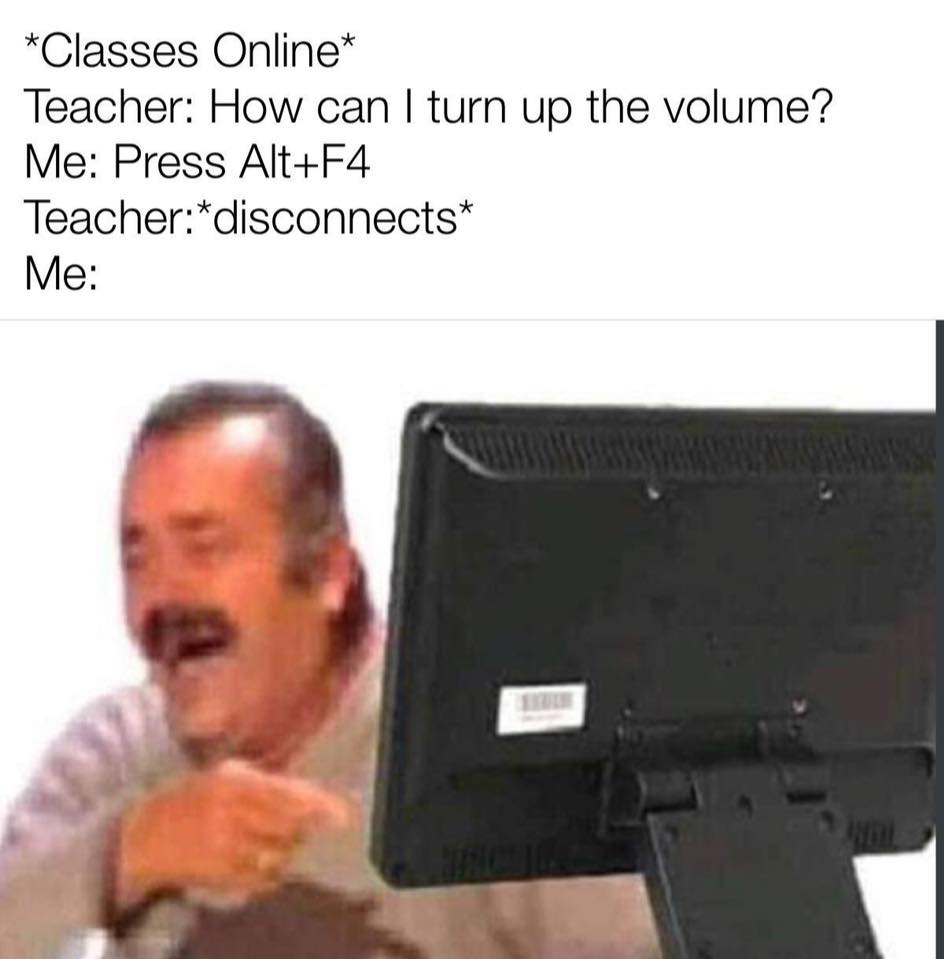 *Classes Online*
Teacher: How can I turn up the volume?
Me: Press Alt+F4
Teacher:*disconnects*
Me: